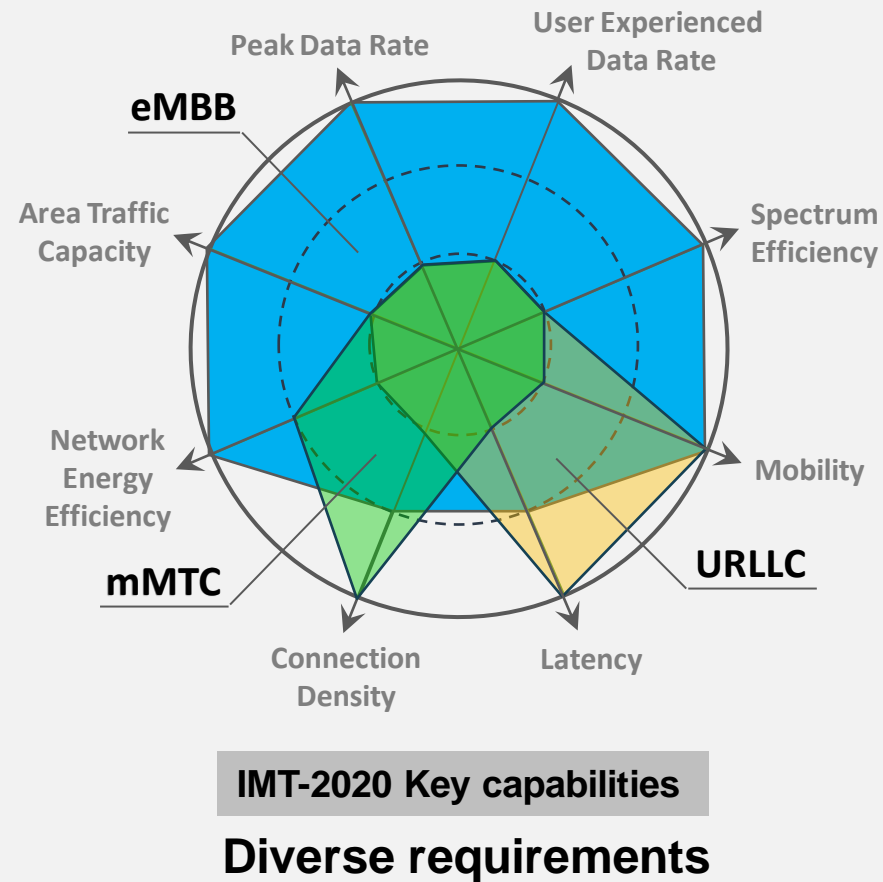 Peak Data Rate
User Experienced
Data Rate
eMBB
Area Traffic
Capacity
Spectrum
Efficiency
Network
Energy
Efficiency
Mobility
mMTC
URLLC
Connection
Density
Latency
IMT-2020 Key capabilities
Diverse requirements